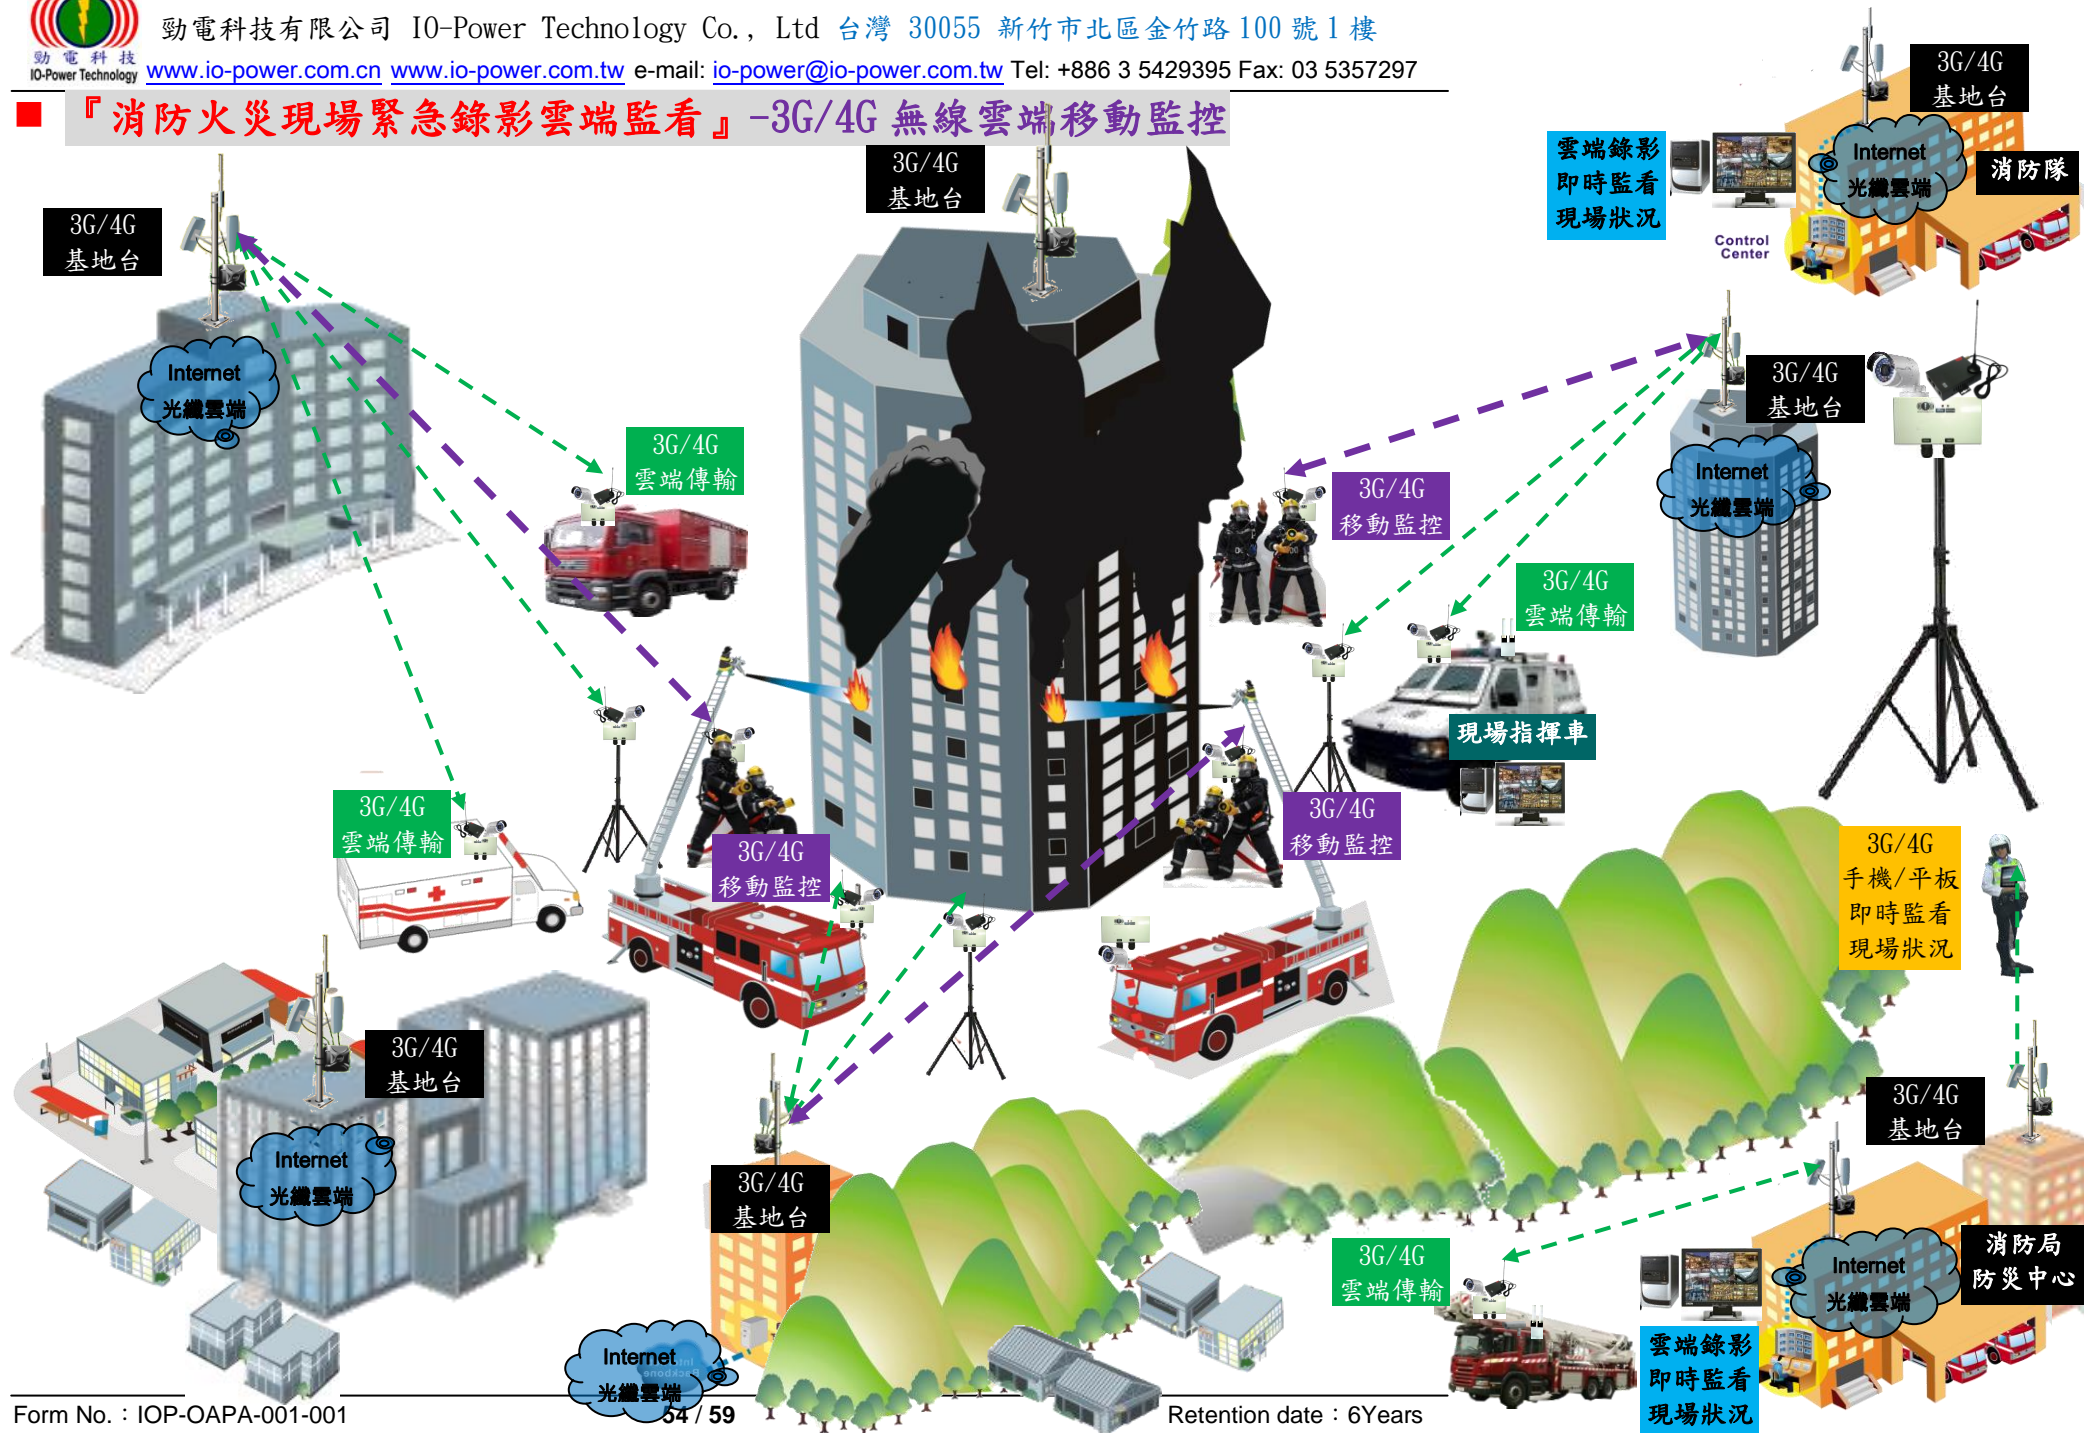 勁電科技有限公司 IO-Power Technology Co., Ltd 台灣 30055 新竹市北區金竹路 100 號 1 樓
勁電科技
IO-Power Technology
www.io-power.com.cn www.io-power.com.tw e-mail: io-power@io-power.com.tw Tel: +886 3 5429395 Fax: 03 5357297
■ 『消防火災現場緊急錄影雲端監看』-3G/4G 無線雲端移動監控
3G/4G
基地台
雲端錄影
即時監看
現場狀況
Internet
光纖雲端
消防隊
Control
Center
3G/4G
基地台
3G/4G
基地台
Internet
光纖雲端
3G/4G
雲端傳輸
3G/4G
移動監控
3G/4G
基地台
Internet
光纖雲端
3G/4G
雲端傳輸
現場指揮車
3G/4G
雲端傳輸
3G/4G
移動監控
3G/4G
移動監控
3G/4G
手機/平板
即時監看
現場狀況
3G/4G
基地台
Internet
光纖雲端
3G/4G
基地台
3G/4G
基地台
3G/4G
雲端傳輸
Internet
光纖雲端
消防局
防災中心
雲端錄影
即時監看
現場狀況
Internet
光纖雲端
Form No.：IOP-OAPA-001-001
54 / 59
Retention date：6Years